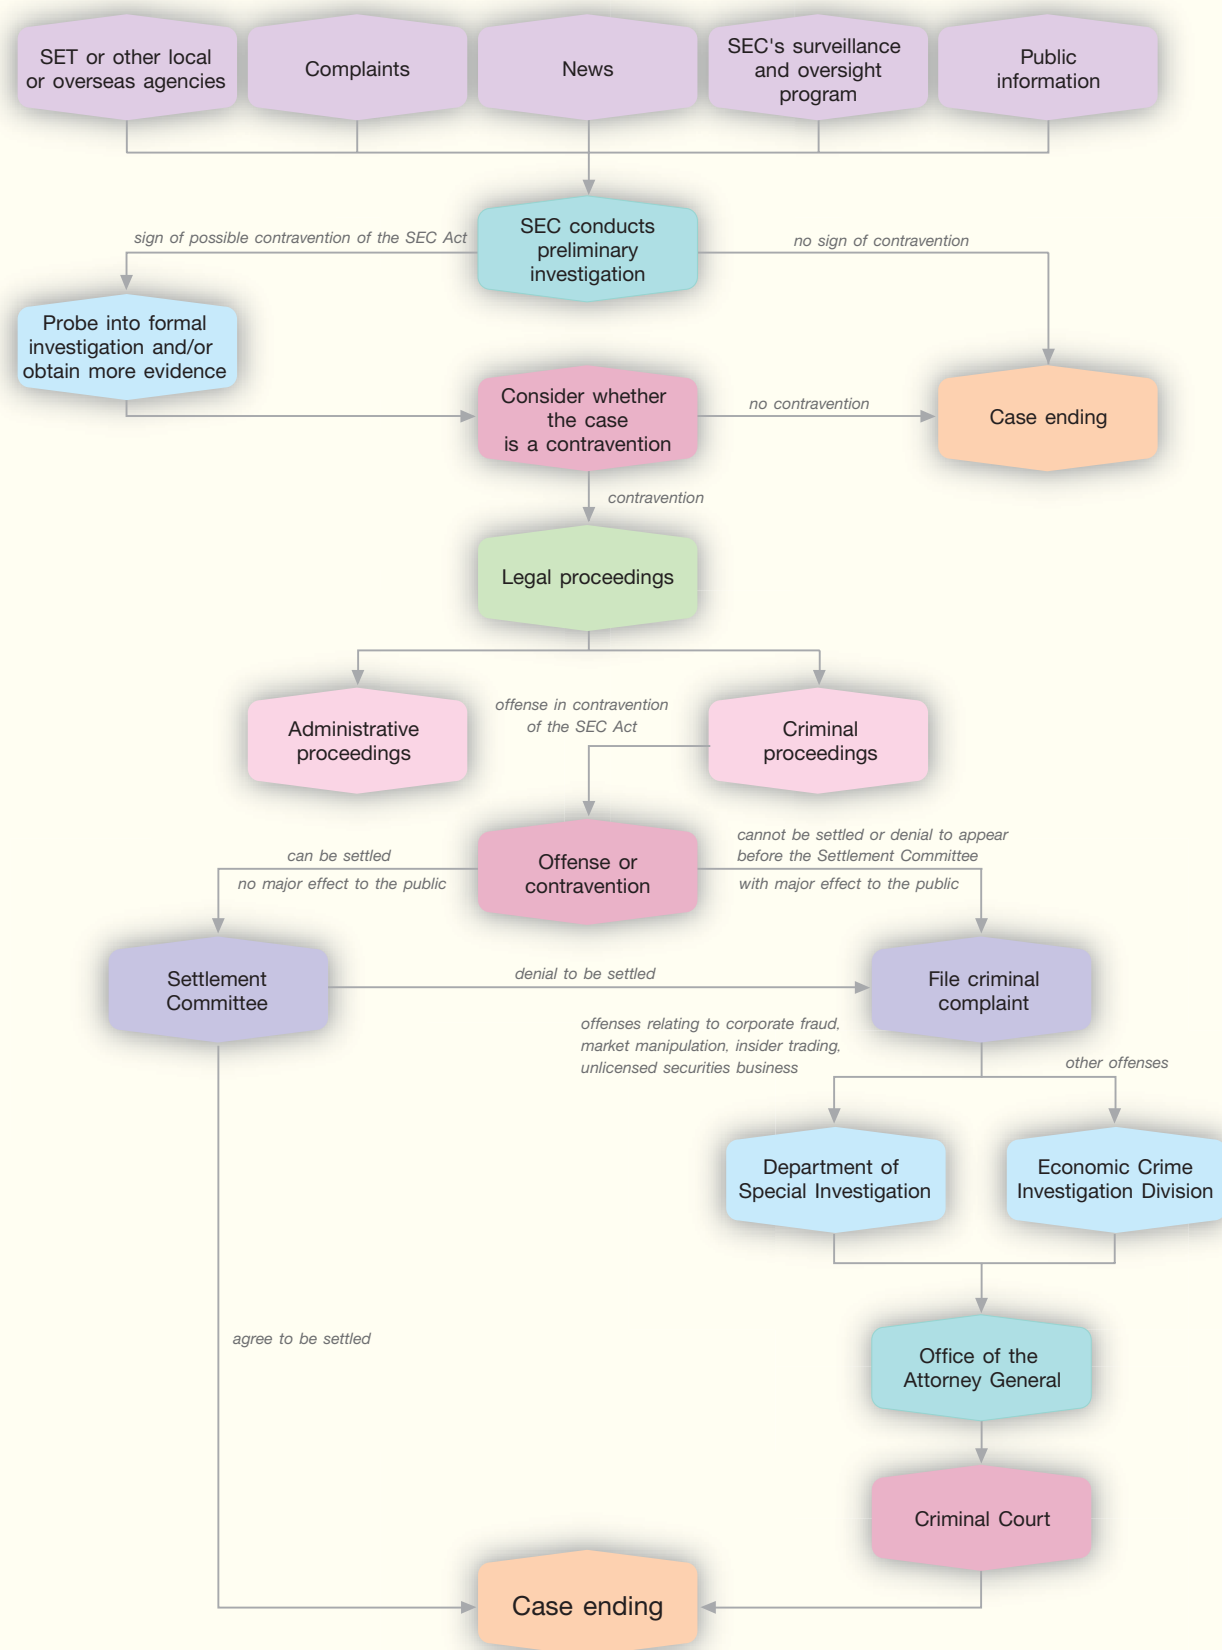 SET or other local
or overseas agencies
Complaints
News
SEC's surveillance
and oversight
program
Public
information
SEC conducts
preliminary
investigation
sign of possible contravention of the SEC Act
no sign of contravention
Probe into formal
investigation and/or
obtain more evidence
Consider whether
the case
is a contravention
no contravention
Case ending
contravention
Legal proceedings
Administrative
proceedings
offense in contravention
of the SEC Act
Criminal
proceedings
can be settled
no major effect to the public
Offense or
contravention
cannot be settled or denial to appear
before the Settlement Committee
with major effect to the public
Settlement
Committee
denial to be settled
File criminal
complaint
offenses relating to corporate fraud,
market manipulation, insider trading,
unlicensed securities business
other offenses
Department of
Special Investigation
Economic Crime
Investigation Division
agree to be settled
Office of the
Attorney General
Criminal Court
Case ending